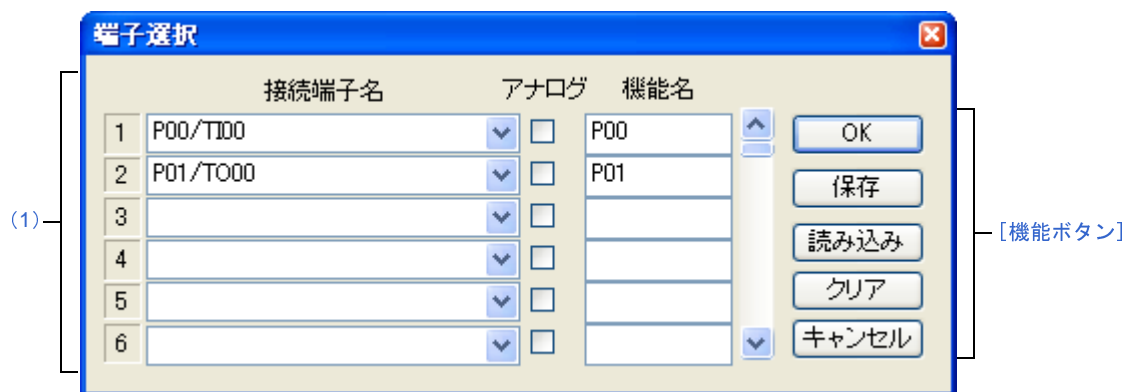 端子選択
接続端子名 アナログ 機能名
1 P00/TI00 P00 OK
2 P01/TO00 P01 保存
3
(1) [機能ボタン]
読み込み
4
5 クリア
6 キャンセル